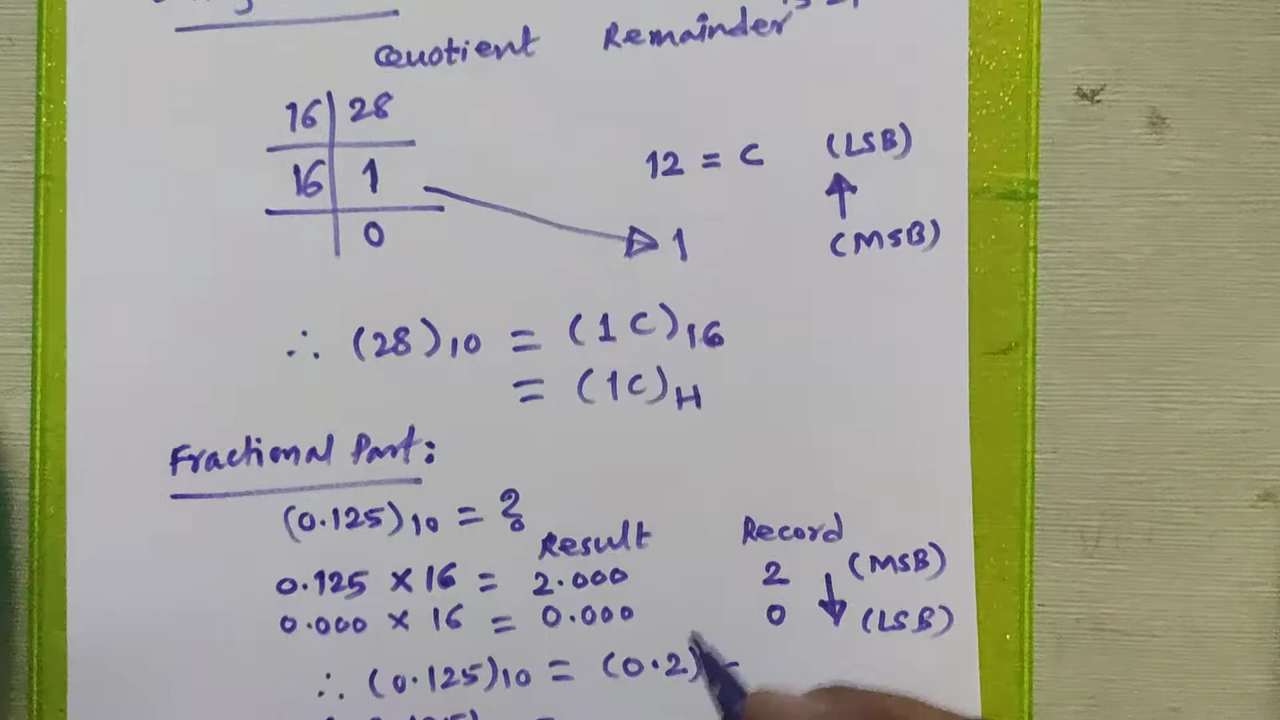 Quotient Remainder
16 28
12 = C (LSB)
16 1
1 (MSB)
0
∴ (28)10 = (1C)16
= (1C)H
Fractional Part:
(0.125)10 = ?
Result Record
0.125 × 16 = 2.000 2 (MSB)
0.000 × 16 = 0.000 0 (LSB)
∴ (0.125)10 = (0.2)